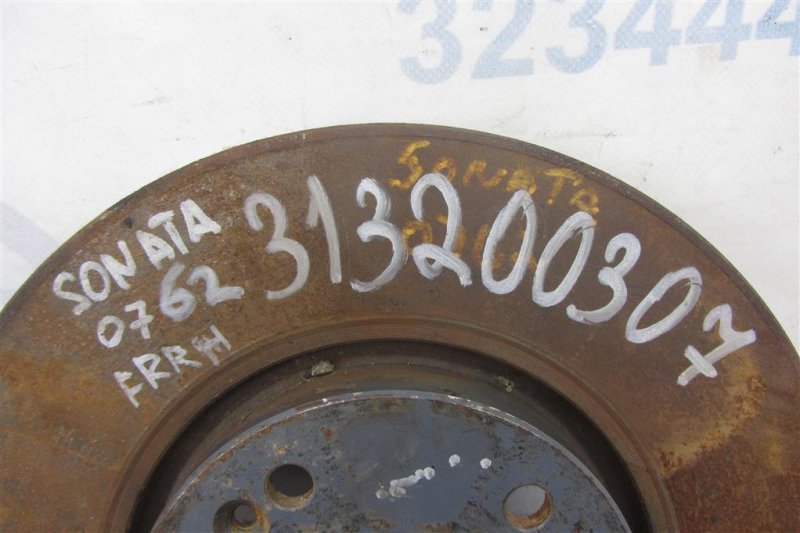 323444
SONATA
SONATA
0762
FRRH
313200307